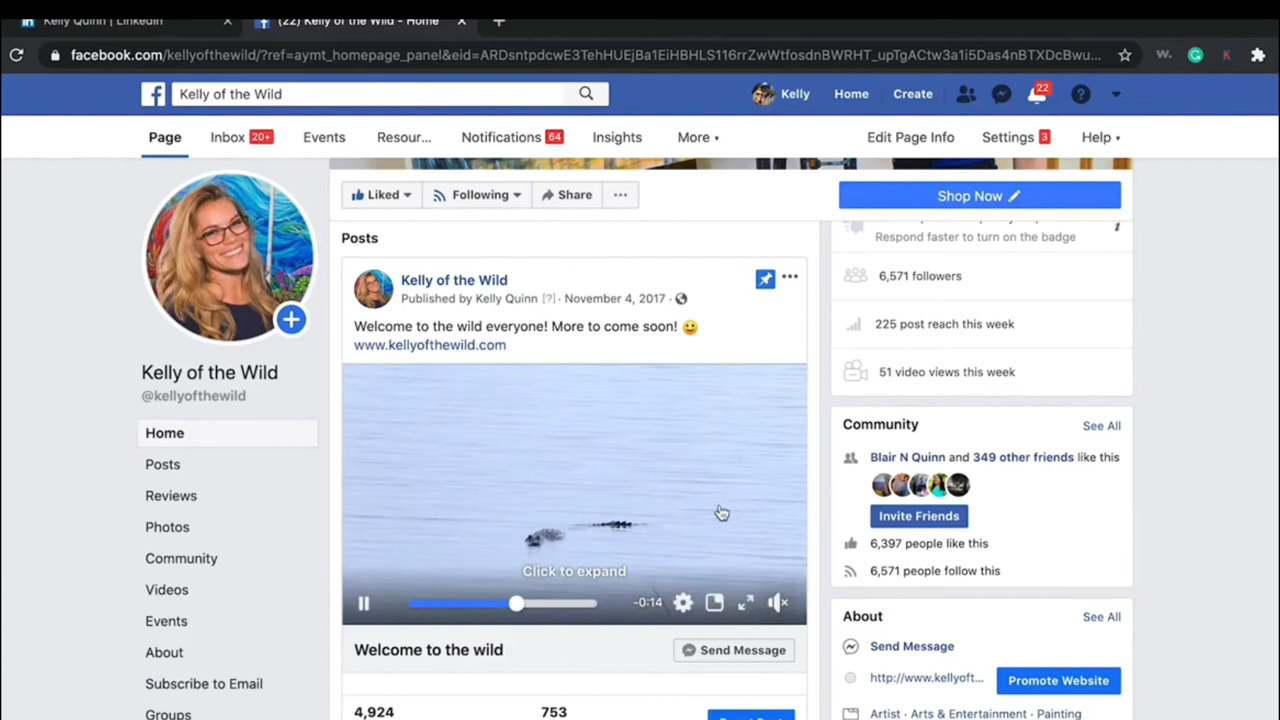 Kelly Quinn | LinkedIn
(22) Kelly of the Wild - Home
facebook.com/kellyofthewild/?ref=aymt_homepage_panel&eid=
Kelly of the Wild
Kelly
Home
Create
22
Page
Inbox 20+
Events
Resour...
Notifications 64
Insights
More
Edit Page Info
Settings 3
Help
Liked
Following
Share
Shop Now
Respond faster to turn on the badge
6,571 followers
225 post reach this week
51 video views this week
Kelly of the Wild
@kellyofthewild
Home
Posts
Reviews
Photos
Community
Videos
Events
About
Subscribe to Email
Groups
Posts
Kelly of the Wild
Published by Kelly Quinn [?] · November 4, 2017 ·
Welcome to the wild everyone! More to come soon! 😀
www.kellyofthewild.com
Click to expand
-0:14
Welcome to the wild
Send Message
4,924
753
Community
See All
Blair N Quinn and 349 other friends like this
Invite Friends
6,397 people like this
6,571 people follow this
About
See All
Send Message
http://www.kellyoft...
Promote Website
Artist · Arts & Entertainment · Painting